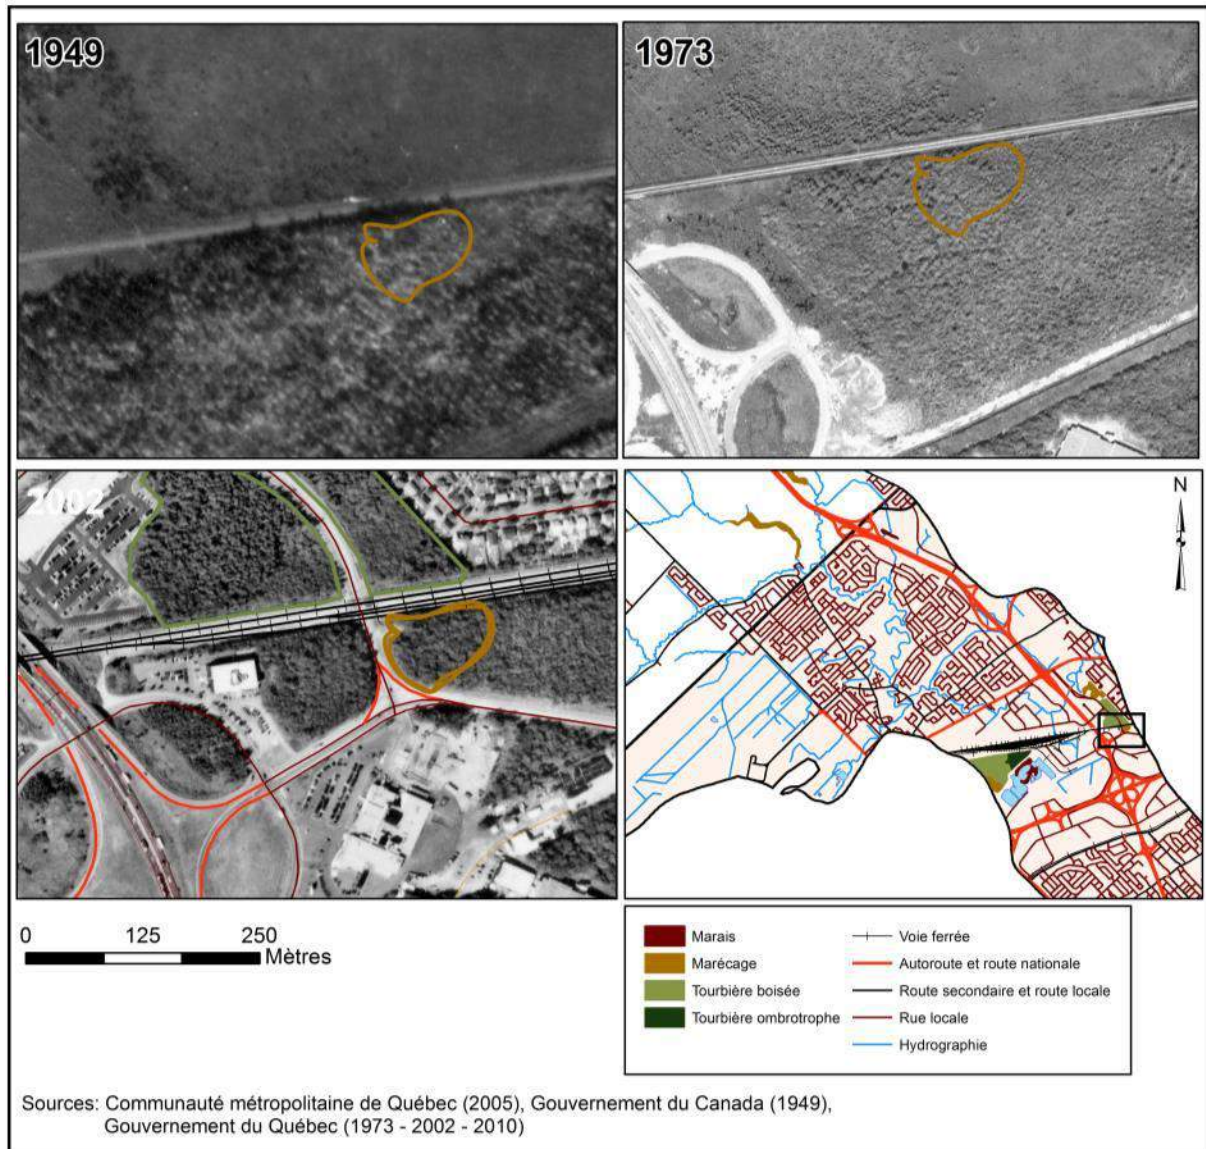 1949
1973
2002
N
0 125 250
Mètres
Marais
Marécage
Tourbière boisée
Tourbière ombrotrophe
Voie ferrée
Autoroute et route nationale
Route secondaire et route locale
Rue locale
Hydrographie
Sources: Communauté métropolitaine de Québec (2005), Gouvernement du Canada (1949),
Gouvernement du Québec (1973 - 2002 - 2010)